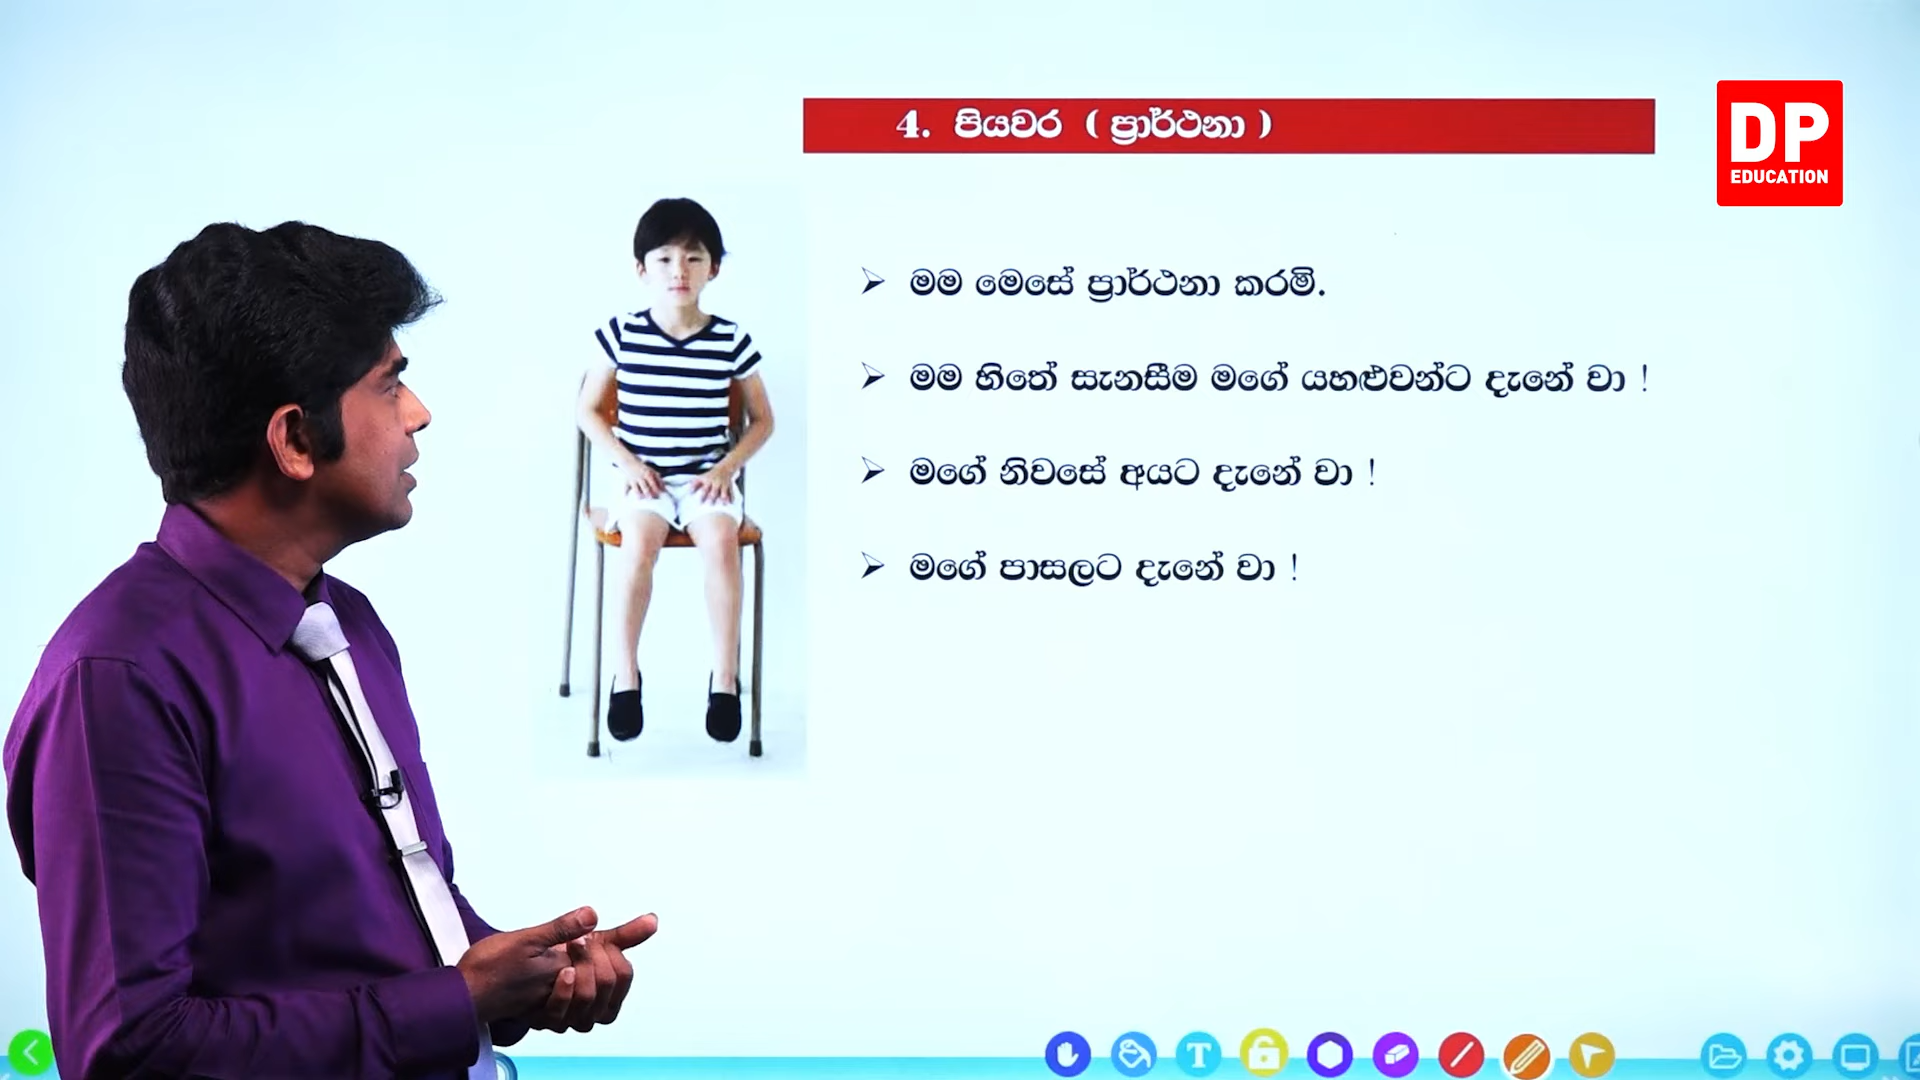 4. පියවර ( ප්‍රාර්ථනා )
DP
EDUCATION
මම මෙසේ ප්‍රාර්ථනා කරමි.
මම හිතේ සැනසීම මගේ යහළුවන්ට දැනේ වා !
මගේ නිවසේ අයට දැනේ වා !
මගේ පාසලට දැනේ වා !
T